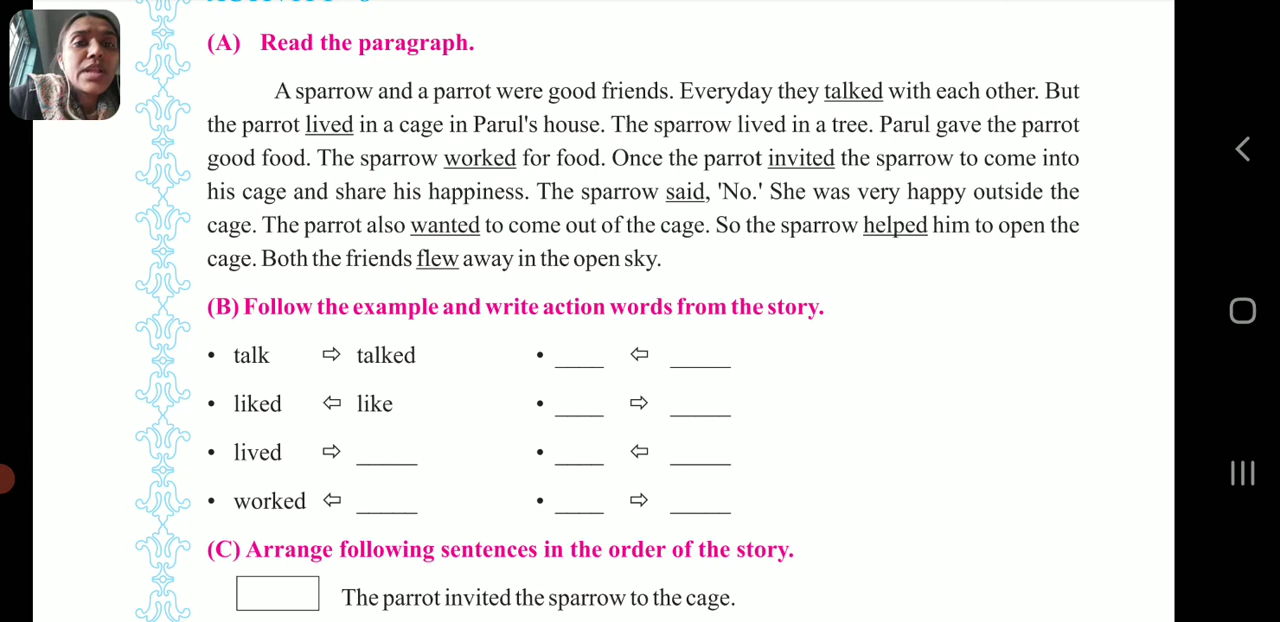 (A) Read the paragraph.
A sparrow and a parrot were good friends. Everyday they talked with each other. But
the parrot lived in a cage in Parul's house. The sparrow lived in a tree. Parul gave the parrot
good food. The sparrow worked for food. Once the parrot invited the sparrow to come into
his cage and share his happiness. The sparrow said, 'No.' She was very happy outside the
cage. The parrot also wanted to come out of the cage. So the sparrow helped him to open the
cage. Both the friends flew away in the open sky.
(B) Follow the example and write action words from the story.
• talk ⇨ talked • ____ ⇦ _____
• liked ⇦ like • ____ ⇨ _____
• lived ⇨ _____ • ____ ⇦ _____
• worked ⇦ _____ • ____ ⇨ _____
(C) Arrange following sentences in the order of the story.
The parrot invited the sparrow to the cage.